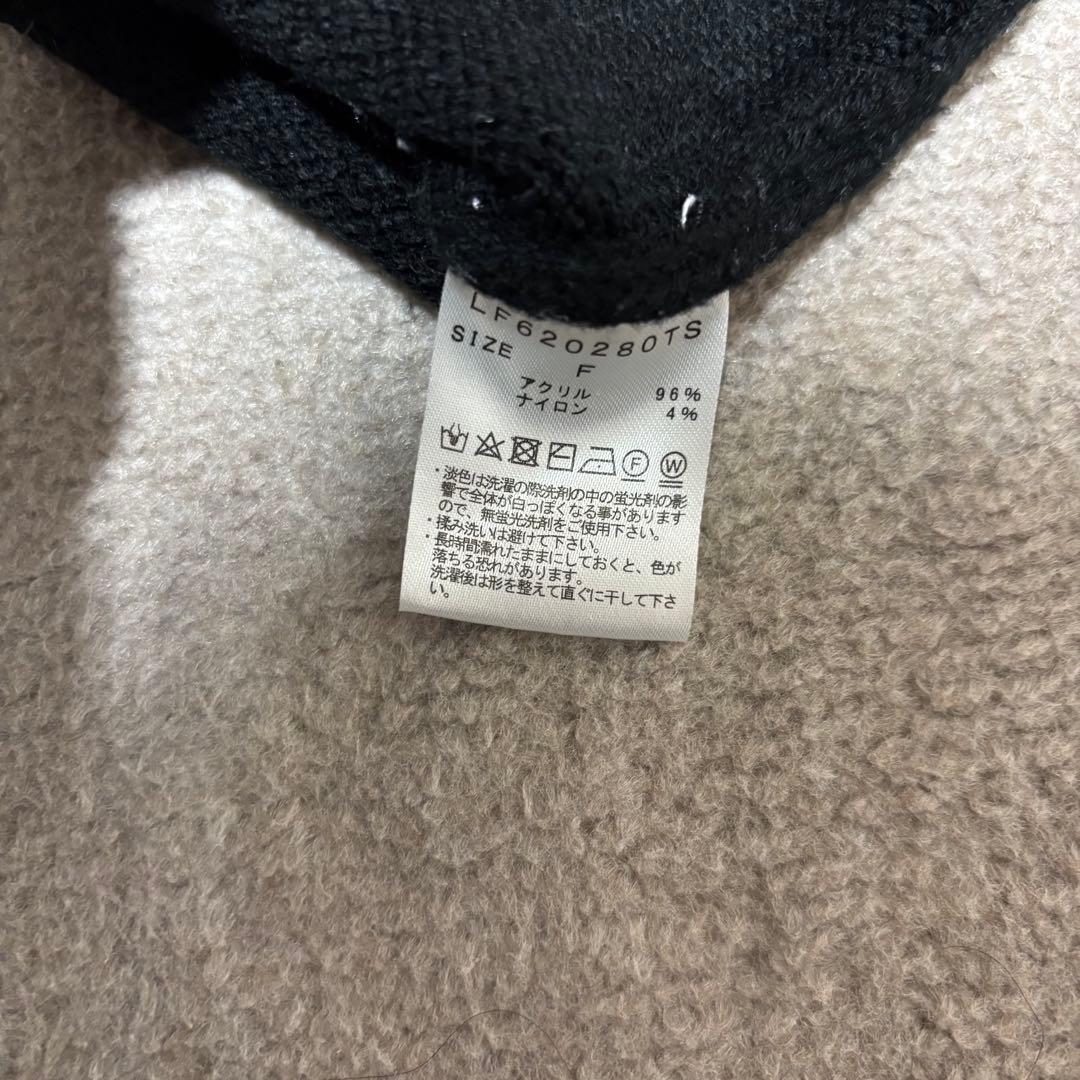 LF620280TS
SIZE F
アクリル 96%
ナイロン 4%
F W
・淡色は洗濯の際洗剤の中の蛍光剤の影
響で全体が白っぽくなる事があります
ので、無蛍光洗剤をご使用下さい。
・揉み洗いは避けて下さい。
・長時間濡れたままにしておくと、色が
落ちる恐れがあります。
洗濯後は形を整えて直ぐに干して下さ
い。